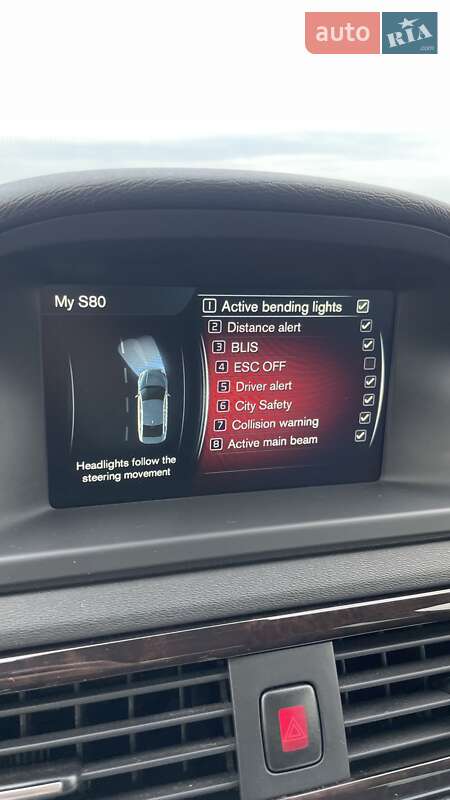 auto RIA
.com
My S80
1 Active bending lights
2 Distance alert
3 BLIS
4 ESC OFF
5 Driver alert
6 City Safety
7 Collision warning
8 Active main beam
Headlights follow the
steering movement